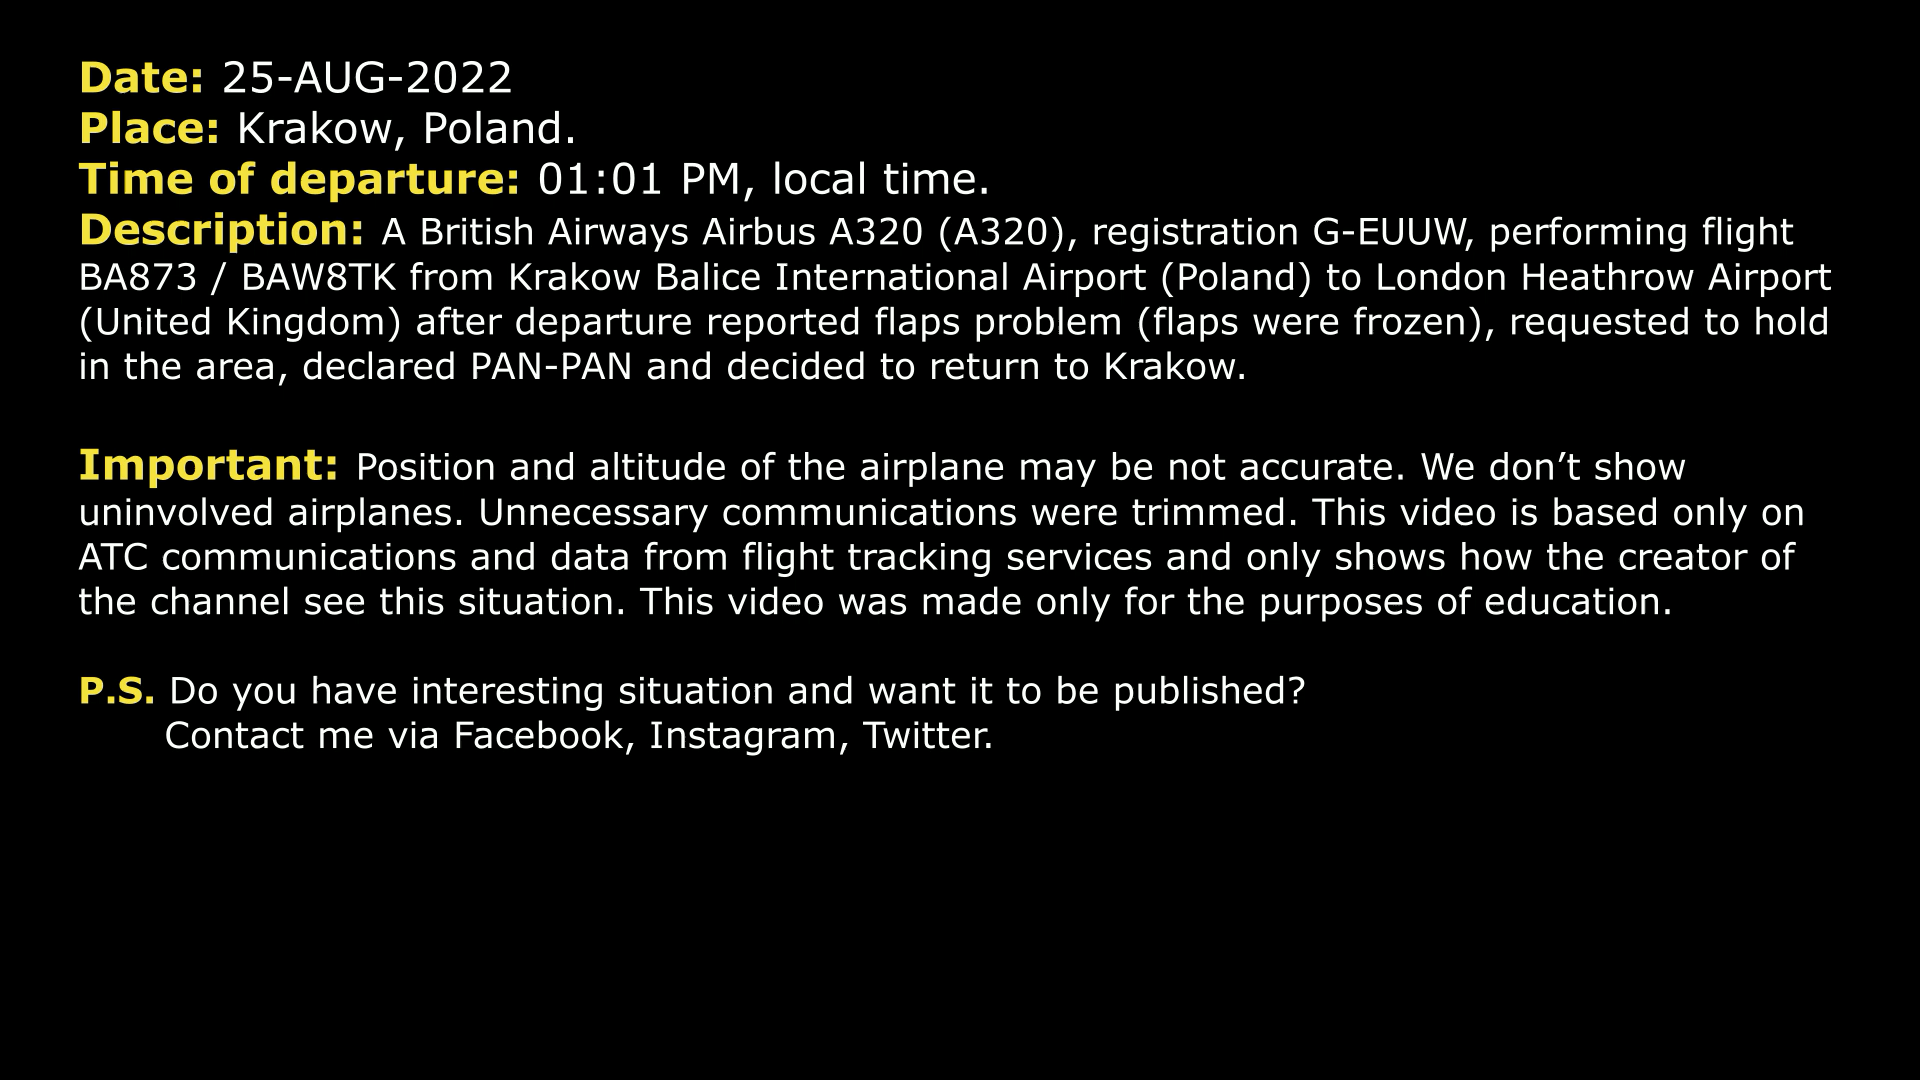 Date: 25-AUG-2022
Place: Krakow, Poland.
Time of departure: 01:01 PM, local time.
Description: A British Airways Airbus A320 (A320), registration G-EUUW, performing flight
BA873 / BAW8TK from Krakow Balice International Airport (Poland) to London Heathrow Airport
(United Kingdom) after departure reported flaps problem (flaps were frozen), requested to hold
in the area, declared PAN-PAN and decided to return to Krakow.
Important: Position and altitude of the airplane may be not accurate. We don’t show
uninvolved airplanes. Unnecessary communications were trimmed. This video is based only on
ATC communications and data from flight tracking services and only shows how the creator of
the channel see this situation. This video was made only for the purposes of education.
P.S. Do you have interesting situation and want it to be published?
Contact me via Facebook, Instagram, Twitter.